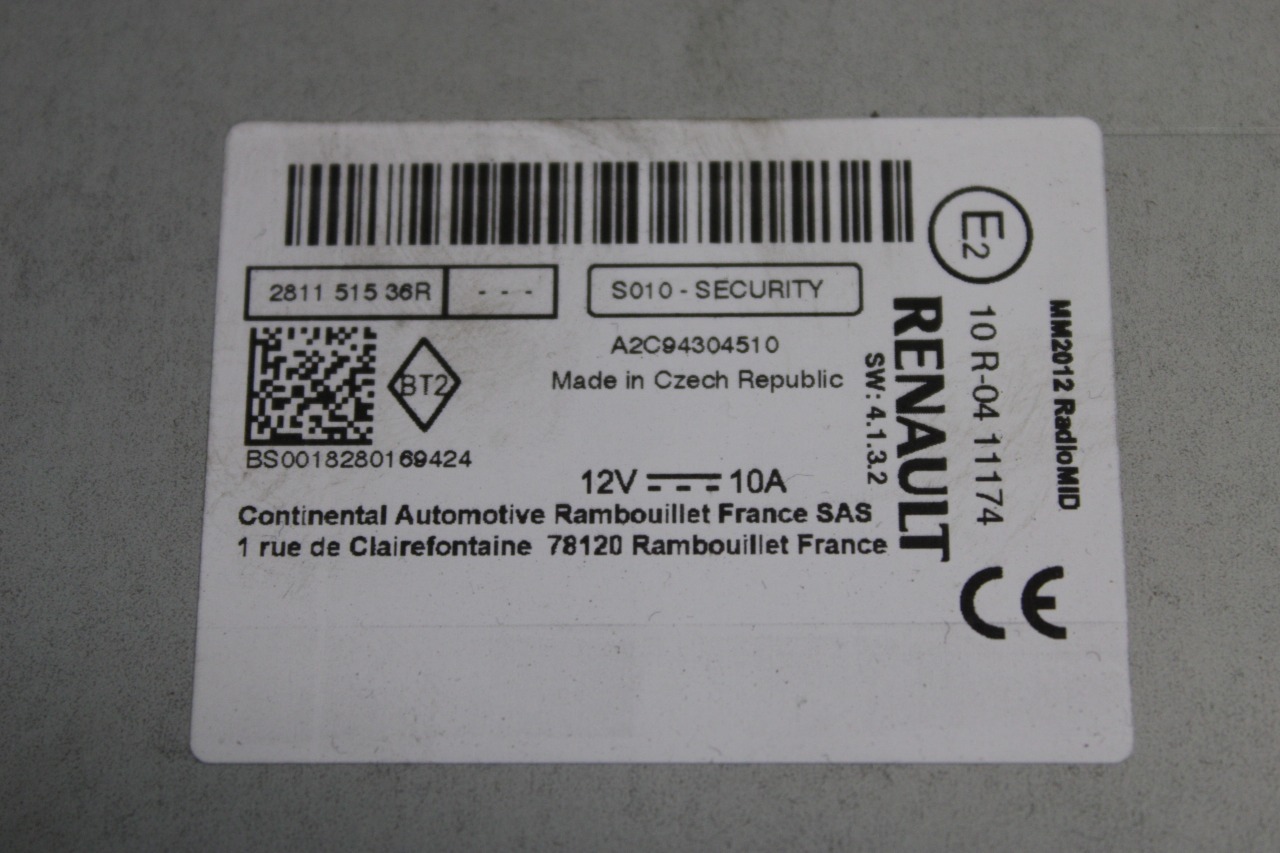 2811 515 36R - - -
S010 - SECURITY
A2C94304510
Made in Czech Republic
BT2
BS0018280169424
12V 10A
Continental Automotive Rambouillet France SAS
1 rue de Clairefontaine 78120 Rambouillet France
SW: 4.1.3.2
RENAULT
E2
10 R-04 11174
MM2012 RadioMID
CE